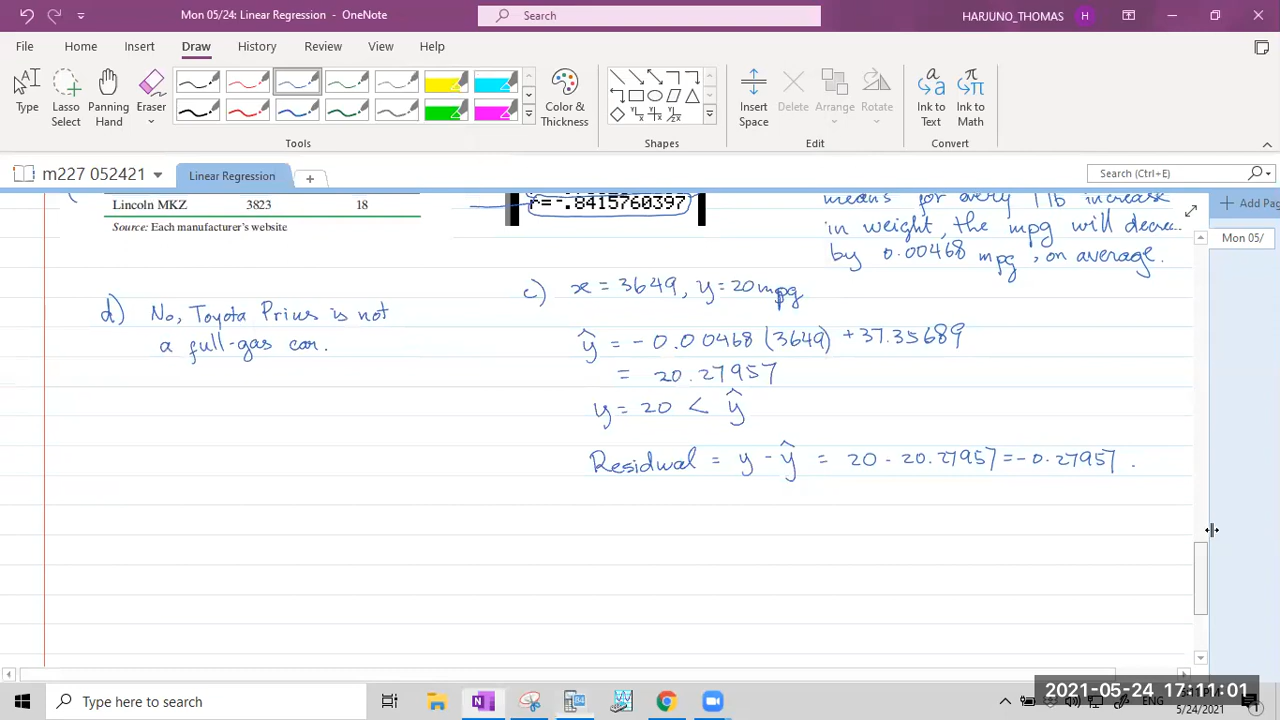 Mon 05/24: Linear Regression - OneNote
Search
HARJUNO_THOMAS H
File Home Insert Draw History Review View Help
Type
Lasso Select
Panning Hand
Eraser
Color & Thickness
Insert Space
Delete
Arrange
Rotate
Ink to Text
Ink to Math
Tools
Shapes
Edit
Convert
m227 052421
Linear Regression
Search (Ctrl+E)
Add Pag
Mon 05/
Lincoln MKZ 3823 18
Source: Each manufacturer's website
r=-.8415760397
means for every 1 lb increase
in weight, the mpg will decre
by 0.00468 mpg, on average.
c) x = 3649, y = 20 mpg
ŷ = - 0.00468 (3649) + 37.35689
= 20.27957
y = 20 < ŷ
Residual = y - ŷ = 20 - 20.27957 = - 0.27957.
d) No, Toyota Prius is not
a full-gas car.
Type here to search
2021-05-24 17:11:01
5/24/2021